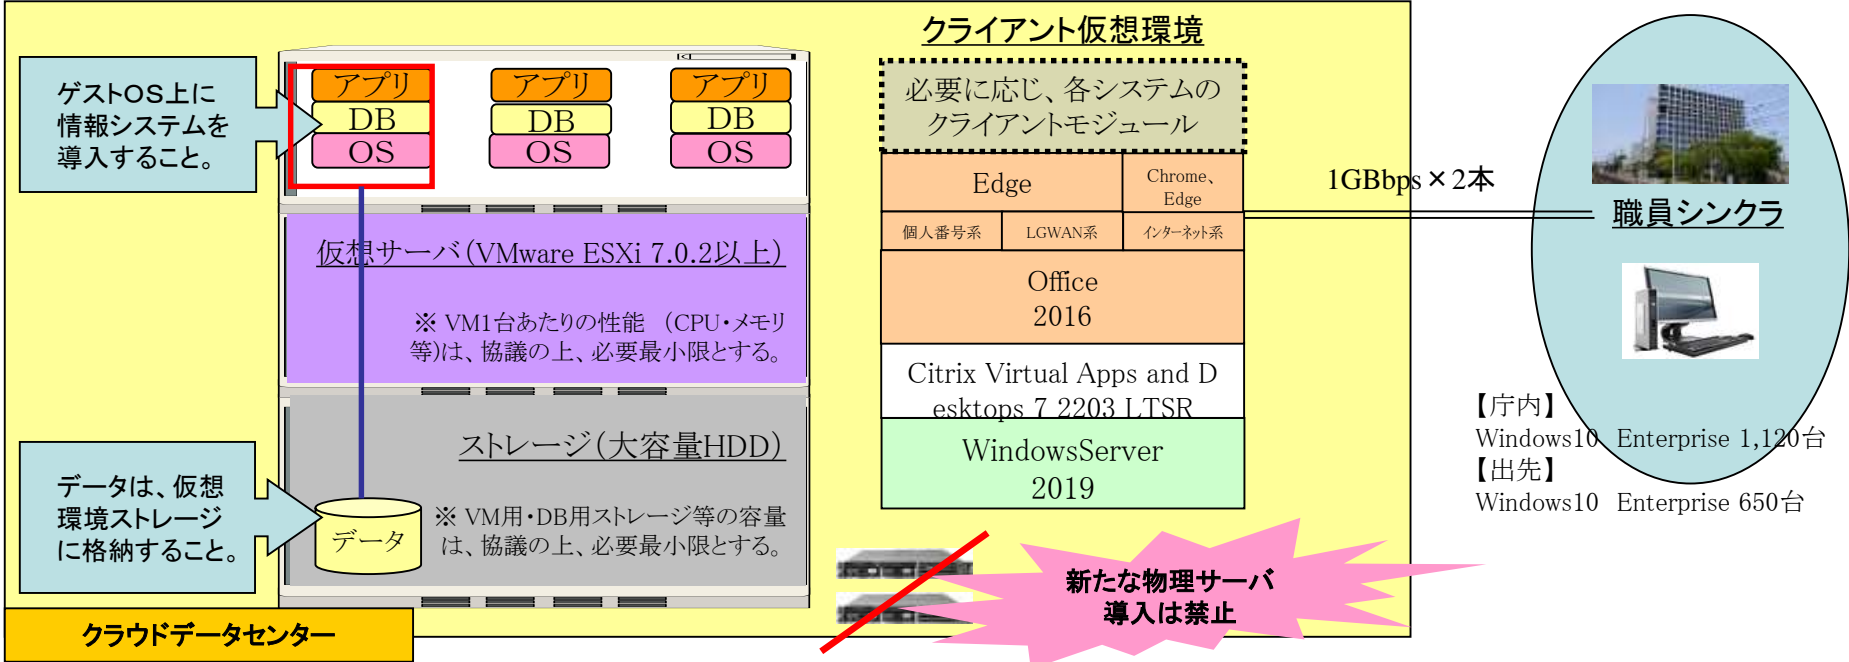 クライアント仮想環境
ゲストOS上に
情報システムを
導入すること。
アプリ
DB
OS
アプリ
DB
OS
アプリ
DB
OS
仮想サーバ(VMware ESXi 7.0.2以上)
※ VM1台あたりの性能 (CPU・メモリ
等)は、協議の上、必要最小限とする。
ストレージ(大容量HDD)
※ VM用・DB用ストレージ等の容量
は、協議の上、必要最小限とする。
データ
データは、仮想
環境ストレージ
に格納すること。
クラウドデータセンター
必要に応じ、各システムの
クライアントモジュール
Edge
Chrome、
Edge
個人番号系
LGWAN系
インターネット系
Office
2016
Citrix Virtual Apps and D
esktops 7 2203 LTSR
WindowsServer
2019
新たな物理サーバ
導入は禁止
1GBbps×2本
職員シンクラ
【庁内】
Windows10 Enterprise 1,120台
【出先】
Windows10 Enterprise 650台